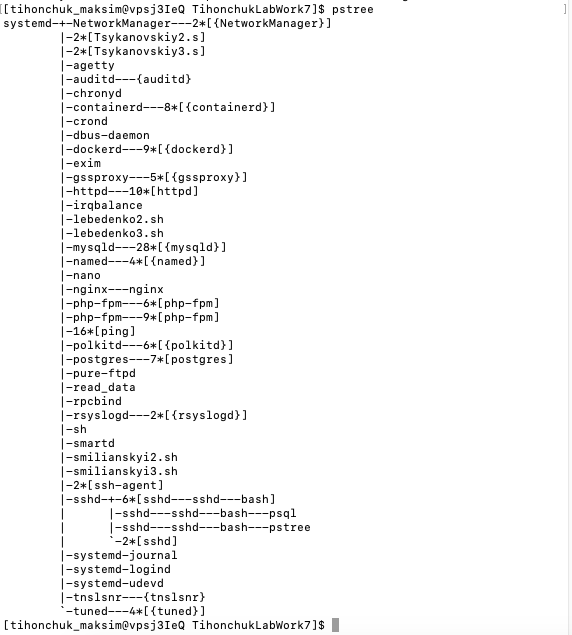 [[tihonchuk_maksim@vpsj3IeQ TihonchukLabWork7]$ pstree ]
systemd-+-NetworkManager---2*[{NetworkManager}]
        |-2*[Tsykanovskiy2.s]
        |-2*[Tsykanovskiy3.s]
        |-agetty
        |-auditd---{auditd}
        |-chronyd
        |-containerd---8*[{containerd}]
        |-crond
        |-dbus-daemon
        |-dockerd---9*[{dockerd}]
        |-exim
        |-gssproxy---5*[{gssproxy}]
        |-httpd---10*[httpd]
        |-irqbalance
        |-lebedenko2.sh
        |-lebedenko3.sh
        |-mysqld---28*[{mysqld}]
        |-named---4*[{named}]
        |-nano
        |-nginx---nginx
        |-php-fpm---6*[php-fpm]
        |-php-fpm---9*[php-fpm]
        |-16*[ping]
        |-polkitd---6*[{polkitd}]
        |-postgres---7*[postgres]
        |-pure-ftpd
        |-read_data
        |-rpcbind
        |-rsyslogd---2*[{rsyslogd}]
        |-sh
        |-smartd
        |-smilianskyi2.sh
        |-smilianskyi3.sh
        |-2*[ssh-agent]
        |-sshd-+-6*[sshd---sshd---bash]
        |      |-sshd---sshd---bash---psql
        |      |-sshd---sshd---bash---pstree
        |      `-2*[sshd]
        |-systemd-journal
        |-systemd-logind
        |-systemd-udevd
        |-tnslsnr---{tnslsnr}
        `-tuned---4*[{tuned}]
[tihonchuk_maksim@vpsj3IeQ TihonchukLabWork7]$